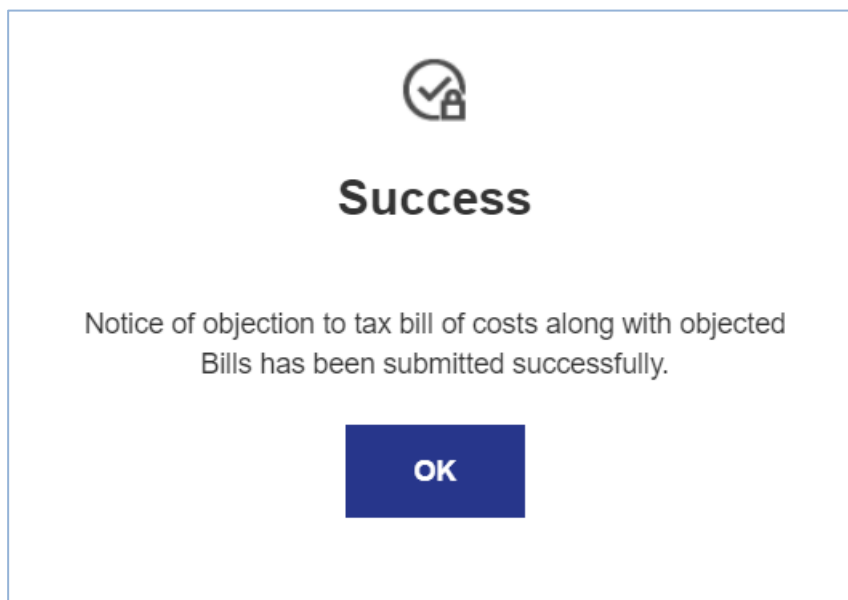 Success
Notice of objection to tax bill of costs along with objected
Bills has been submitted successfully.
OK